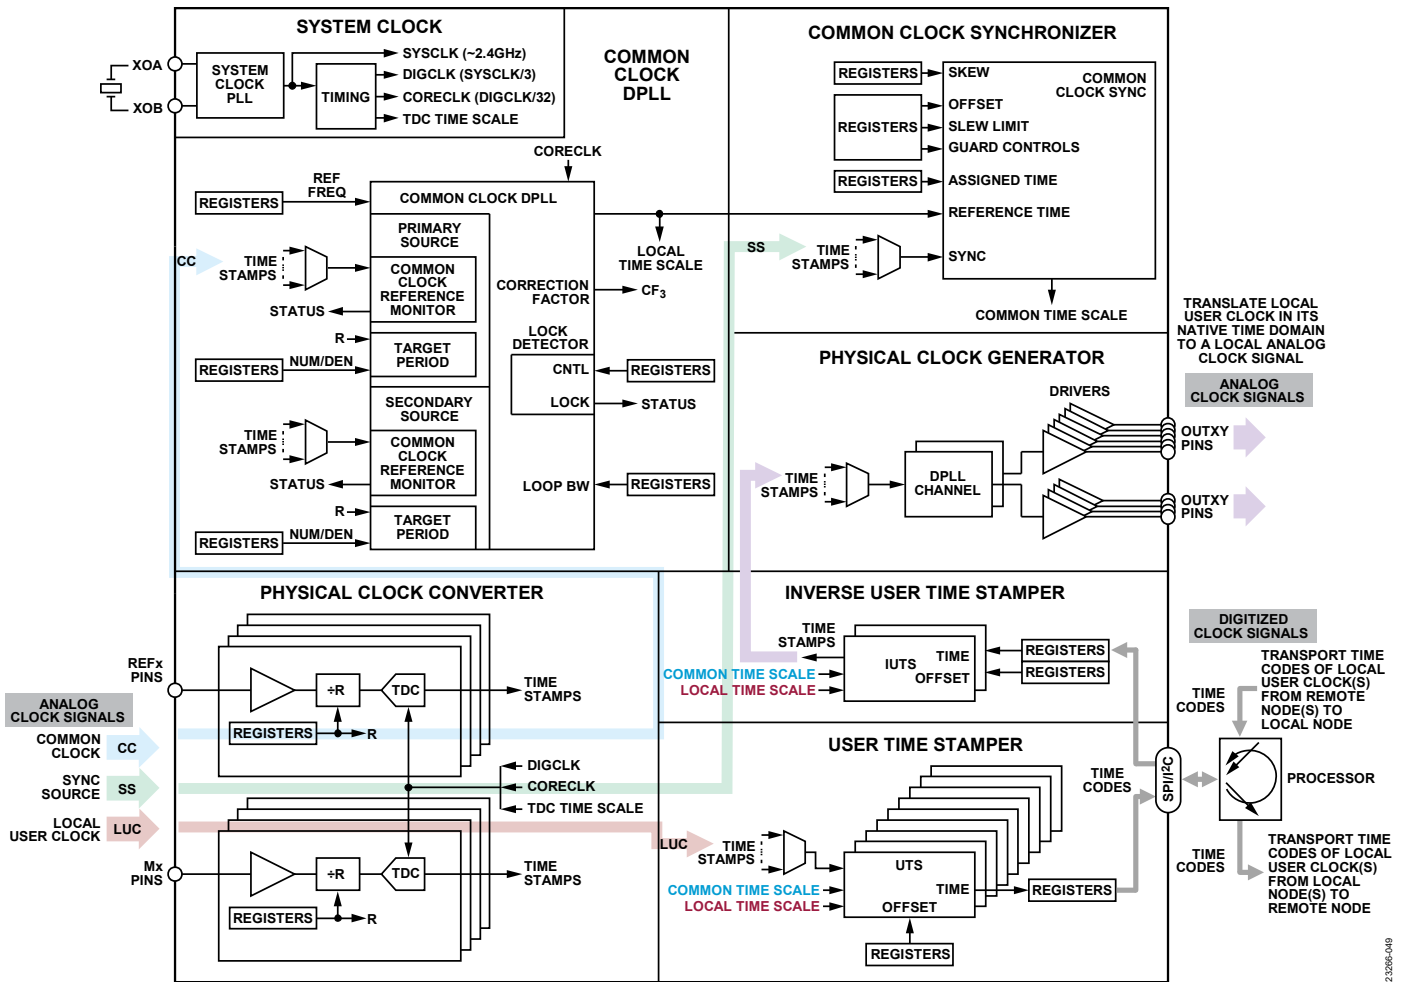 SYSTEM CLOCK
XOA
XOB
SYSTEM
CLOCK
PLL
TIMING
SYSCLK (~2.4GHz)
DIGCLK (SYSCLK/3)
CORECLK (DIGCLK/32)
TDC TIME SCALE
COMMON
CLOCK
DPLL
CORECLK
REF
FREQ
REGISTERS
COMMON CLOCK DPLL
PRIMARY
SOURCE
CC
TIME
STAMPS
COMMON
CLOCK
REFERENCE
MONITOR
STATUS
R
NUM/DEN
REGISTERS
TARGET
PERIOD
SECONDARY
SOURCE
TIME
STAMPS
COMMON
CLOCK
REFERENCE
MONITOR
STATUS
R
NUM/DEN
REGISTERS
TARGET
PERIOD
LOCAL
TIME SCALE
CORRECTION
FACTOR
CF3
LOCK
DETECTOR
CNTL
REGISTERS
LOCK
STATUS
LOOP BW
REGISTERS
COMMON CLOCK SYNCHRONIZER
REGISTERS
SKEW
COMMON
CLOCK SYNC
REGISTERS
OFFSET
SLEW LIMIT
GUARD CONTROLS
REGISTERS
ASSIGNED TIME
REFERENCE TIME
SS
TIME
STAMPS
SYNC
COMMON TIME SCALE
TRANSLATE LOCAL
USER CLOCK IN ITS
NATIVE TIME DOMAIN
TO A LOCAL ANALOG
CLOCK SIGNAL
PHYSICAL CLOCK GENERATOR
DRIVERS
ANALOG
CLOCK SIGNALS
TIME
STAMPS
DPLL
CHANNEL
OUTXY
PINS
OUTXY
PINS
PHYSICAL CLOCK CONVERTER
REFx
PINS
÷R
TDC
TIME
STAMPS
REGISTERS
R
ANALOG
CLOCK SIGNALS
COMMON
CLOCK
CC
SYNC
SOURCE
SS
LOCAL
USER CLOCK
LUC
DIGCLK
CORECLK
TDC TIME SCALE
Mx
PINS
÷R
TDC
TIME
STAMPS
REGISTERS
R
INVERSE USER TIME STAMPER
TIME
STAMPS
COMMON TIME SCALE
LOCAL TIME SCALE
IUTS
TIME
OFFSET
REGISTERS
REGISTERS
USER TIME STAMPER
LUC
TIME
STAMPS
COMMON TIME SCALE
LOCAL TIME SCALE
UTS
TIME
OFFSET
REGISTERS
REGISTERS
TIME
CODES
SPI/I2C
DIGITIZED
CLOCK SIGNALS
TIME
CODES
TRANSPORT TIME
CODES OF LOCAL
USER CLOCK(S)
FROM REMOTE
NODE(S) TO
LOCAL NODE
PROCESSOR
TIME
CODES
TRANSPORT TIME
CODES OF LOCAL
USER CLOCK(S)
FROM LOCAL
NODE(S) TO
REMOTE NODE
23266-049